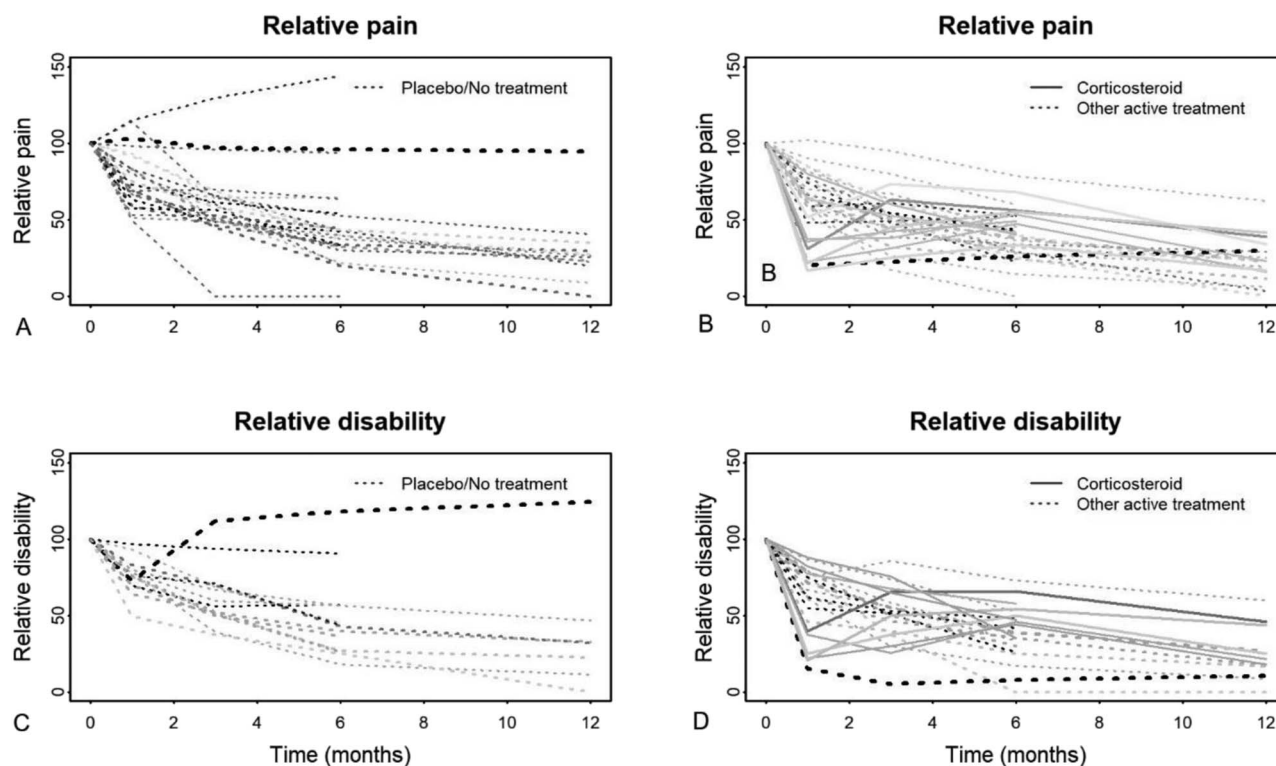 Relative pain
Relative pain
0 50 100 150
Placebo/No treatment
A
0 2 4 6 8 10 12
Relative pain
Relative pain
0 50 100 150
Corticosteroid
Other active treatment
B
B
0 2 4 6 8 10 12
Relative disability
Relative disability
0 50 100 150
Placebo/No treatment
C
0 2 4 6 8 10 12
Time (months)
Relative disability
Relative disability
0 50 100 150
Corticosteroid
Other active treatment
D
0 2 4 6 8 10 12
Time (months)